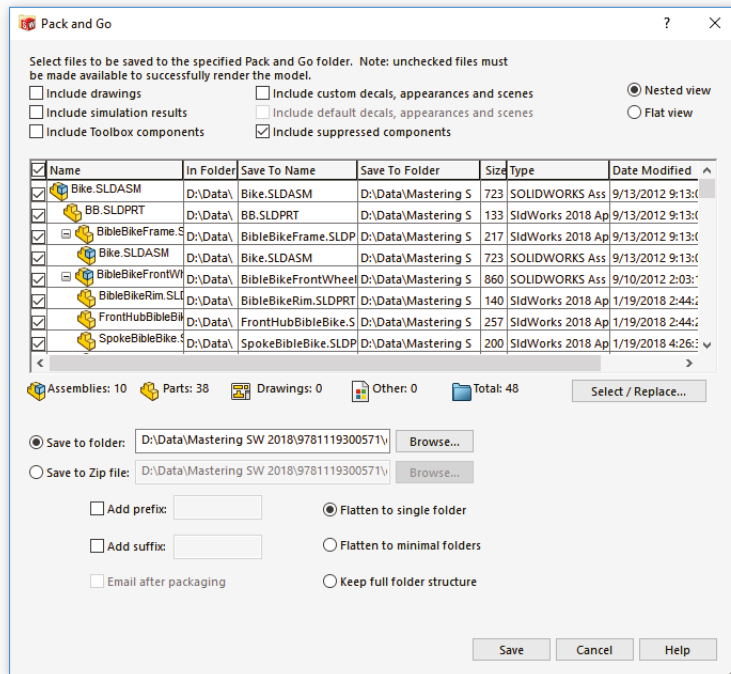 Pack and Go
Select files to be saved to the specified Pack and Go folder.  Note: unchecked files must
be made available to successfully render the model.
Include drawings
Include custom decals, appearances and scenes
Nested view
Include simulation results
Include default decals, appearances and scenes
Flat view
Include Toolbox components
Include suppressed components
Name In Folder Save To Name Save To Folder Size Type Date Modified
Bike.SLDASM D:\Data\ Bike.SLDASM D:\Data\Mastering S 723 SOLIDWORKS Ass 9/13/2012 9:13:0
BB.SLDPRT D:\Data\ BB.SLDPRT D:\Data\Mastering S 133 SldWorks 2018 Ap 9/13/2012 9:13:0
BibleBikeFrame.S D:\Data\ BibleBikeFrame.SLDP D:\Data\Mastering S 217 SldWorks 2018 Ap 9/13/2012 9:13:0
Bike.SLDASM D:\Data\ Bike.SLDASM D:\Data\Mastering S 723 SOLIDWORKS Ass 9/13/2012 9:13:0
BibleBikeFrontWh D:\Data\ BibleBikeFrontWheel D:\Data\Mastering S 860 SOLIDWORKS Ass 9/10/2012 2:03:1
BibleBikeRim.SLD D:\Data\ BibleBikeRim.SLDPRT D:\Data\Mastering S 140 SldWorks 2018 Ap 1/19/2018 2:44:2
FrontHubBibleBik D:\Data\ FrontHubBibleBike.S D:\Data\Mastering S 257 SldWorks 2018 Ap 1/19/2018 2:44:2
SpokeBibleBike.S D:\Data\ SpokeBibleBike.SLDP D:\Data\Mastering S 200 SldWorks 2018 Ap 1/19/2018 4:26:3
Assemblies: 10 Parts: 38 Drawings: 0 Other: 0 Total: 48 Select / Replace...
Save to folder: D:\Data\Mastering SW 2018\9781119300571\ Browse...
Save to Zip file: D:\Data\Mastering SW 2018\9781119300571\ Browse...
Add prefix:
Flatten to single folder
Add suffix:
Flatten to minimal folders
Email after packaging
Keep full folder structure
Save Cancel Help